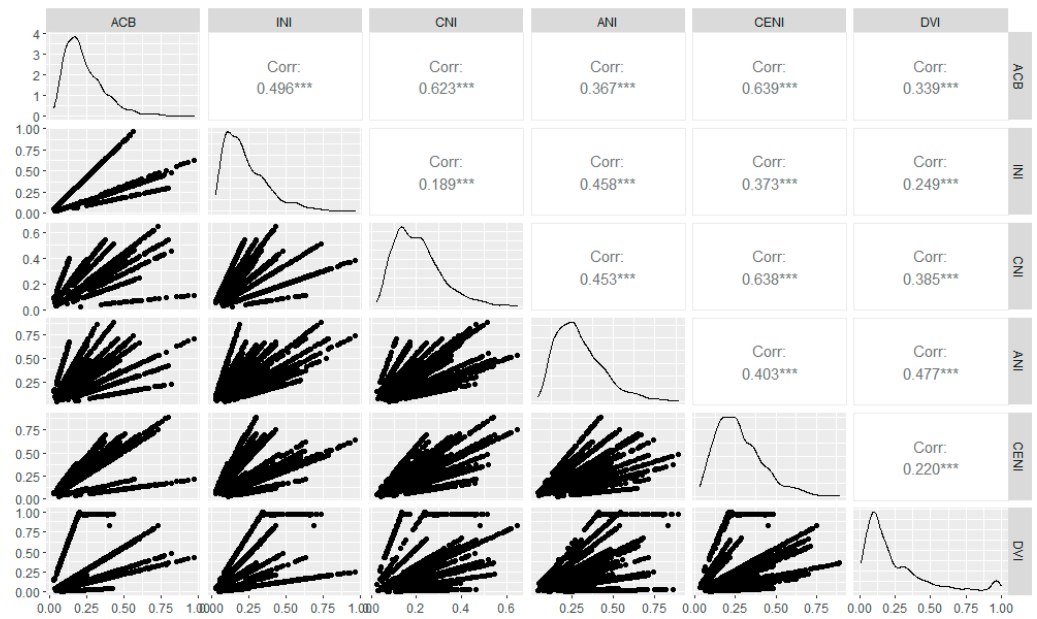 ACB INI CNI ANI CENI DVI
4
3
2
1
0
Corr:
0.496***
Corr:
0.623***
Corr:
0.367***
Corr:
0.639***
Corr:
0.339***
ACB
1.00
0.75
0.50
0.25
0.00
Corr:
0.189***
Corr:
0.458***
Corr:
0.373***
Corr:
0.249***
INI
0.6
0.4
0.2
0.0
Corr:
0.453***
Corr:
0.638***
Corr:
0.385***
CNI
0.75
0.50
0.25
Corr:
0.403***
Corr:
0.477***
ANI
0.75
0.50
0.25
0.00
Corr:
0.220***
CENI
1.00
0.75
0.50
0.25
0.00
DVI
0.00 0.25 0.50 0.75 1.00
0.00 0.25 0.50 0.75 1.00
0.0 0.2 0.4 0.6
0.25 0.50 0.75
0.00 0.25 0.50 0.75
0.00 0.25 0.50 0.75 1.00